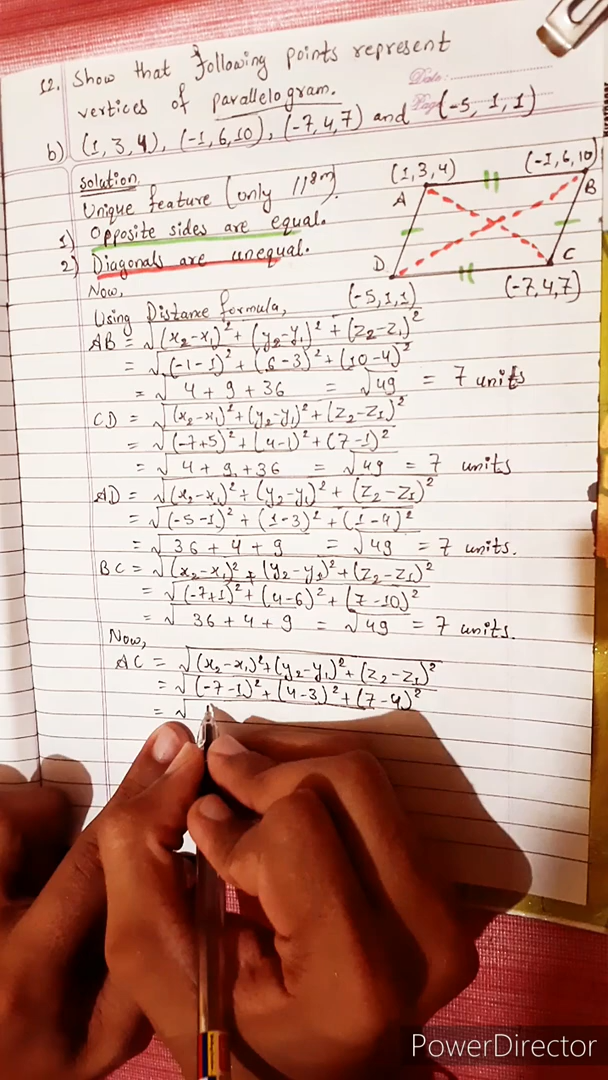 12. Show that following points represent
vertices of parallelogram.
Date:
Page:
b) (1, 3, 4), (-1, 6, 10), (-7, 4, 7) and (-5, 1, 1)
solution.
Unique feature (only ||gm).
1) Opposite sides are equal.
2) Diagonals are unequal.
(1, 3, 4)
(-1, 6, 10)
A
B
D
C
(-5, 1, 1)
(-7, 4, 7)
Now,
Using Distance formula,
AB = √(x₂-x₁)²+(y₂-y₁)²+(z₂-z₁)²
= √(-1-1)²+(6-3)²+(10-4)²
= √4+9+36 = √49 = 7 units
CD = √(x₂-x₁)²+(y₂-y₁)²+(z₂-z₁)²
= √(-7+5)²+(4-1)²+(7-1)²
= √4+9+36 = √49 = 7 units
AD = √(x₂-x₁)²+(y₂-y₁)²+(z₂-z₁)²
= √(-5-1)²+(1-3)²+(1-4)²
= √36+4+9 = √49 = 7 units.
BC = √(x₂-x₁)²+(y₂-y₁)²+(z₂-z₁)²
= √(-7+1)²+(4-6)²+(7-10)²
= √36+4+9 = √49 = 7 units.
Now,
AC = √(x₂-x₁)²+(y₂-y₁)²+(z₂-z₁)²
= √(-7-1)²+(4-3)²+(7-4)²
= √
PowerDirector